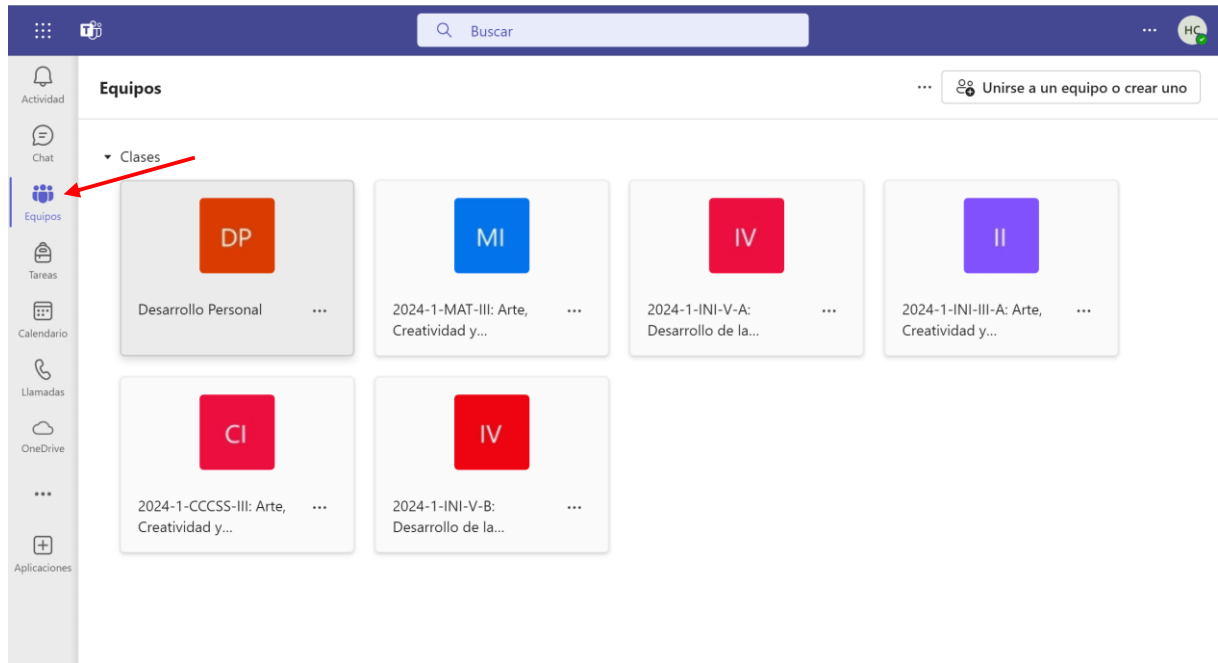 Buscar
HC
Actividad
Equipos
Unirse a un equipo o crear uno
Chat
Clases
Equipos
DP
MI
IV
II
Tareas
Desarrollo Personal
2024-1-MAT-III: Arte,
Creatividad y...
2024-1-INI-V-A:
Desarrollo de la...
2024-1-INI-III-A: Arte,
Creatividad y...
Calendario
Llamadas
CI
IV
OneDrive
2024-1-CCCSS-III: Arte,
Creatividad y...
2024-1-INI-V-B:
Desarrollo de la...
Aplicaciones